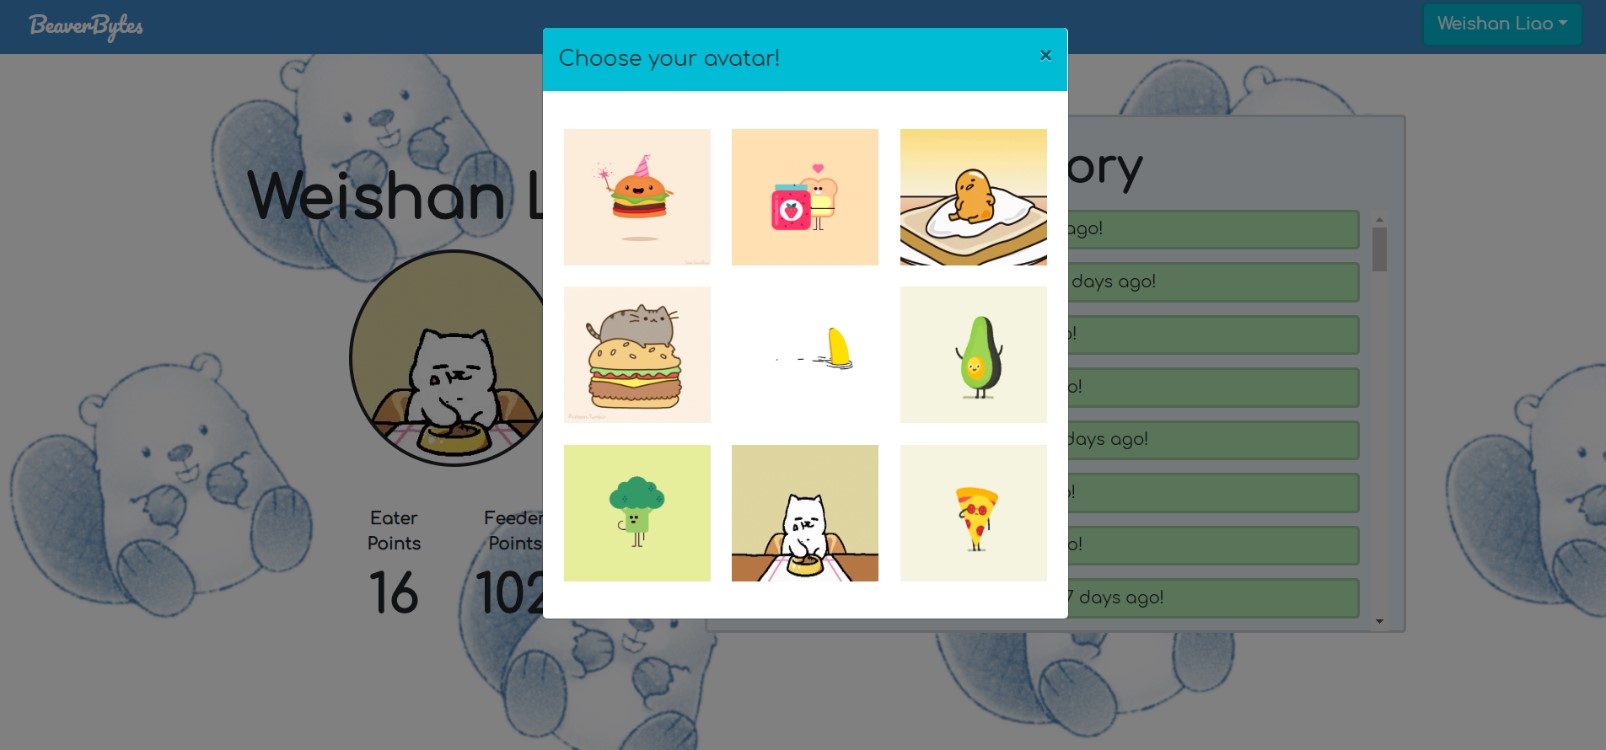 BeaverBytes
Weishan Liao
Choose your avatar!
×
Weishan L
ory
ago!
days ago!
o!
days ago!
o!
7 days ago!
Eater
Points
16
Feeder
Points
102